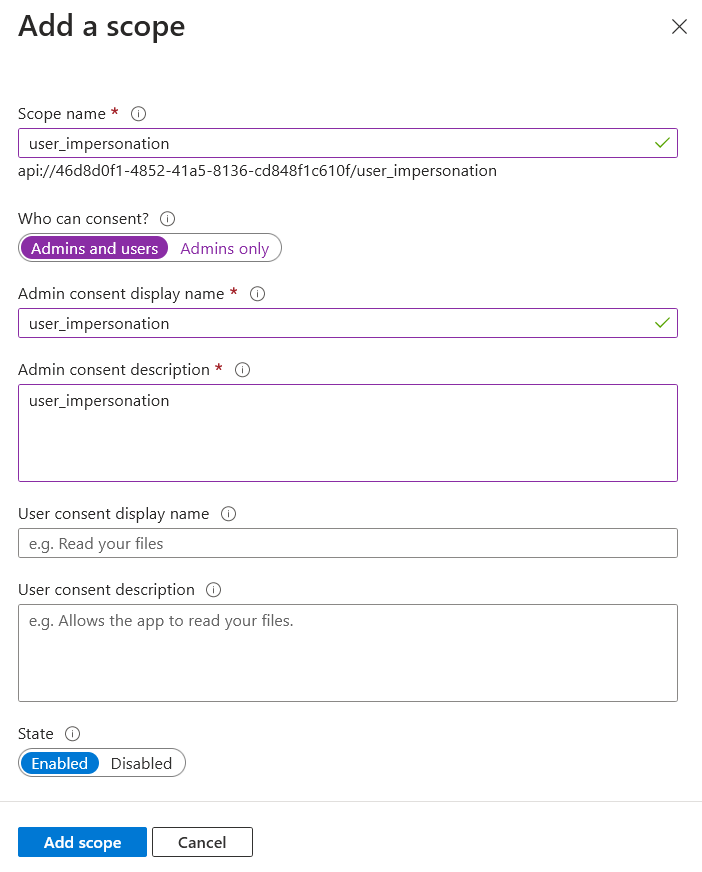 Add a scope
Scope name *
user_impersonation
api://46d8d0f1-4852-41a5-8136-cd848f1c610f/user_impersonation
Who can consent?
Admins and users Admins only
Admin consent display name *
user_impersonation
Admin consent description *
user_impersonation
User consent display name
e.g. Read your files
User consent description
e.g. Allows the app to read your files.
State
Enabled Disabled
Add scope Cancel